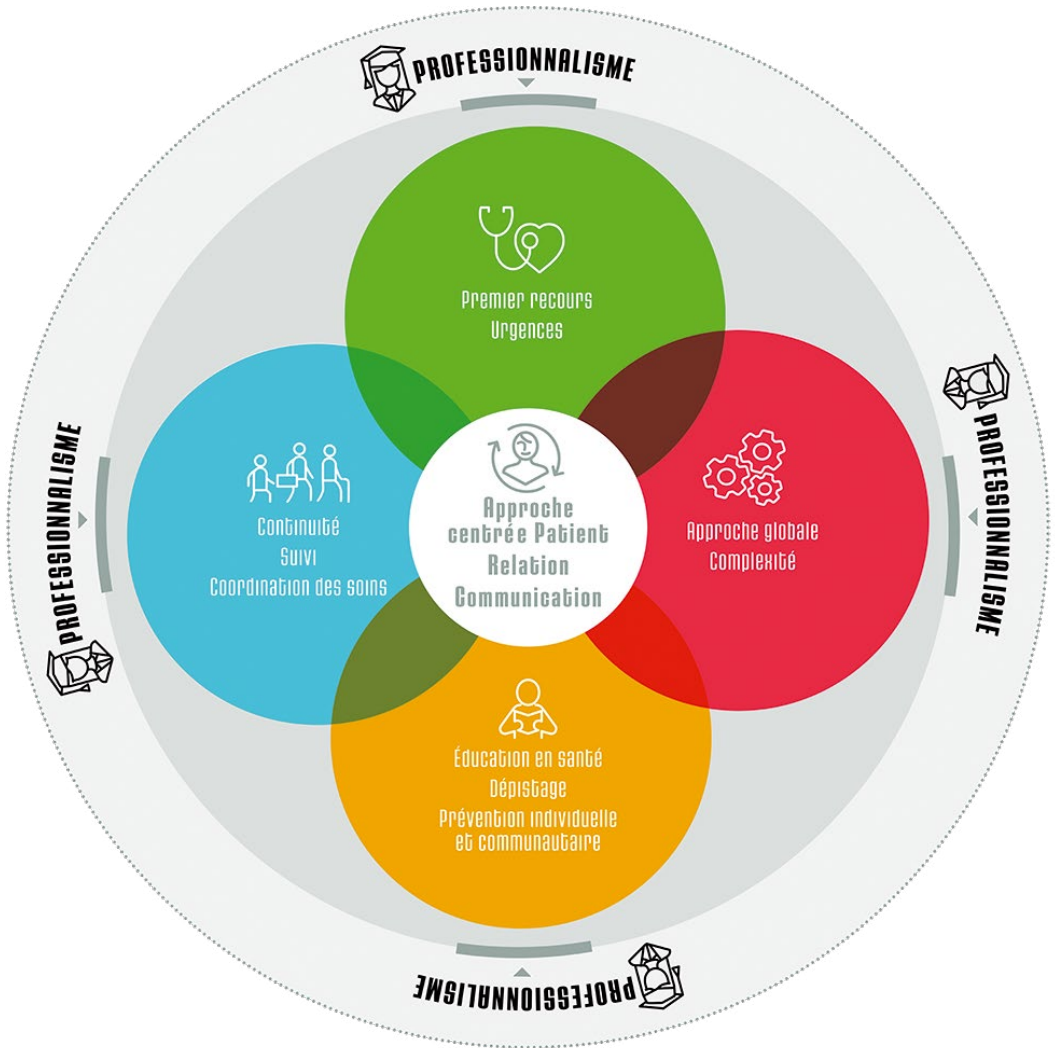 PROFESSIONNALISME
Premier recours
Urgences
PROFESSIONNALISME
Continuité
Suivi
Coordination des soins
Approche
centrée Patient
Relation
Communication
Approche globale
Complexité
PROFESSIONNALISME
Éducation en santé
Dépistage
Prévention individuelle
et communautaire
PROFESSIONNALISME